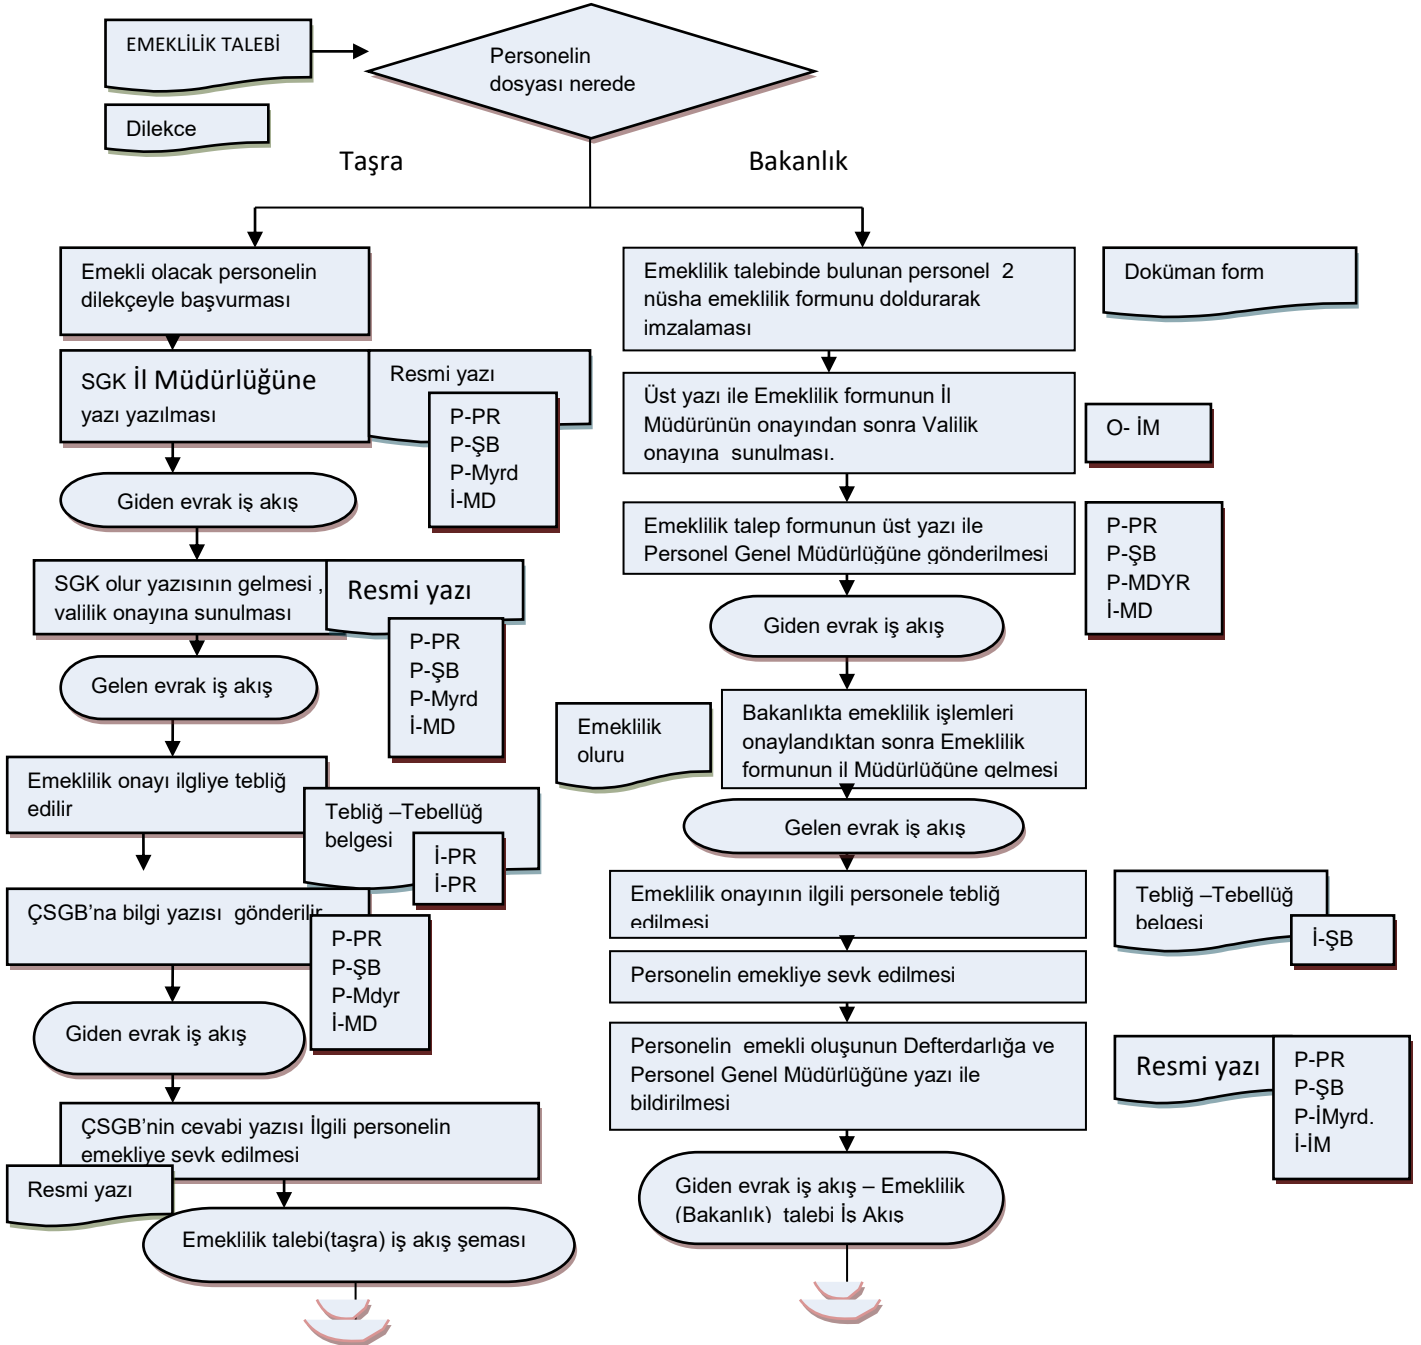 EMEKLİLİK TALEBİ
Dilekce
Personelin
dosyası nerede
Taşra
Bakanlık
Emekli olacak personelin
dilekçeyle başvurması
SGK İl Müdürlüğüne
yazı yazılması
Resmi yazı
P-PR
P-ŞB
P-Myrd
İ-MD
Giden evrak iş akış
SGK olur yazısının gelmesi ,
valilik onayına sunulması
Resmi yazı
P-PR
P-ŞB
P-Myrd
İ-MD
Gelen evrak iş akış
Emeklilik onayı ilgliye tebliğ
edilir
Tebliğ –Tebellüğ
belgesi
İ-PR
İ-PR
ÇSGB’na bilgi yazısı  gönderilir
P-PR
P-ŞB
P-Mdyr
İ-MD
Giden evrak iş akış
ÇSGB’nin cevabi yazısı İlgili personelin
emekliye sevk edilmesi
Resmi yazı
Emeklilik talebi(taşra) iş akış şeması
Emeklilik talebinde bulunan personel  2
nüsha emeklilik formunu doldurarak
imzalaması
Doküman form
Üst yazı ile Emeklilik formunun İl
Müdürünün onayından sonra Valilik
onayına  sunulması.
O- İM
Emeklilik talep formunun üst yazı ile
Personel Genel Müdürlüğüne gönderilmesi
P-PR
P-ŞB
P-MDYR
İ-MD
Giden evrak iş akış
Bakanlıkta emeklilik işlemleri
onaylandıktan sonra Emeklilik
formunun il Müdürlüğüne gelmesi
Emeklilik
oluru
Gelen evrak iş akış
Emeklilik onayının ilgili personele tebliğ
edilmesi
Tebliğ –Tebellüğ
belgesi
İ-ŞB
Personelin emekliye sevk edilmesi
Personelin  emekli oluşunun Defterdarlığa ve
Personel Genel Müdürlüğüne yazı ile
bildirilmesi
Resmi yazı
P-PR
P-ŞB
P-İMyrd.
İ-İM
Giden evrak iş akış – Emeklilik
(Bakanlık)  talebi İş Akış